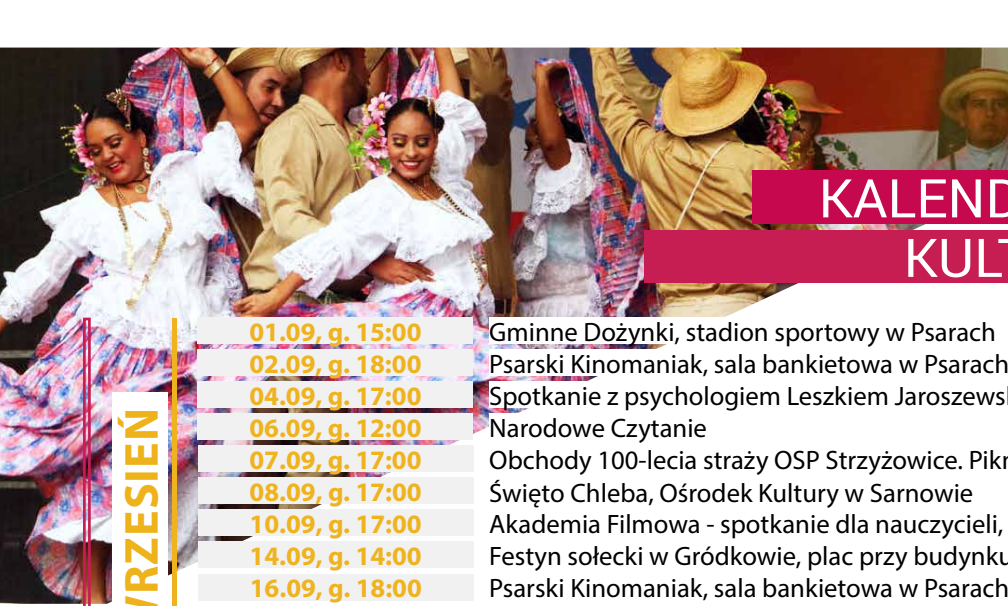 KALEND
KULT
WRZESIEŃ
01.09, g. 15:00 Gminne Dożynki, stadion sportowy w Psarach
02.09, g. 18:00 Psarski Kinomaniak, sala bankietowa w Psarach
04.09, g. 17:00 Spotkanie z psychologiem Leszkiem Jaroszews
06.09, g. 12:00 Narodowe Czytanie
07.09, g. 17:00 Obchody 100-lecia straży OSP Strzyżowice. Pikn
08.09, g. 17:00 Święto Chleba, Ośrodek Kultury w Sarnowie
10.09, g. 17:00 Akademia Filmowa - spotkanie dla nauczycieli,
14.09, g. 14:00 Festyn sołecki w Gródkowie, plac przy budynku
16.09, g. 18:00 Psarski Kinomaniak, sala bankietowa w Psarach